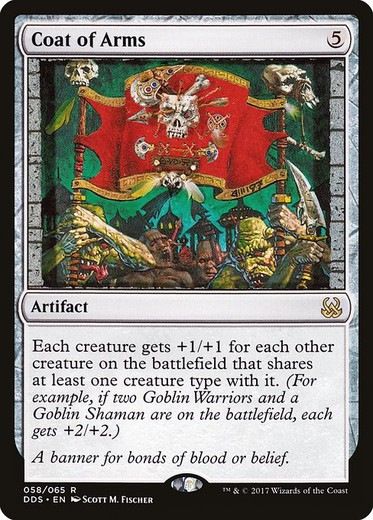 Coat of Arms 5
Artifact
Each creature gets +1/+1 for each other
creature on the battlefield that shares
at least one creature type with it. (For
example, if two Goblin Warriors and a
Goblin Shaman are on the battlefield, each
gets +2/+2.)
A banner for bonds of blood or belief.
058/065 R
DDS • EN Scott M. Fischer ™ & © 2017 Wizards of the Coast